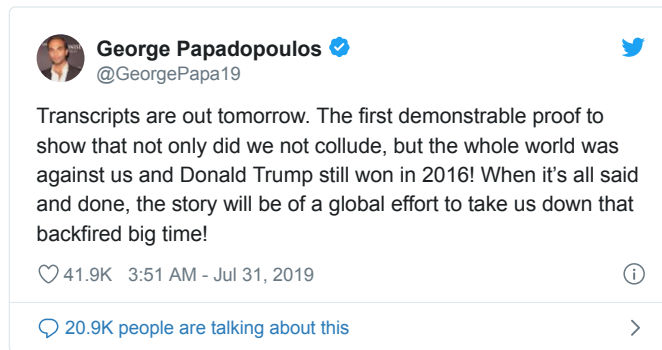 George Papadopoulos
@GeorgePapa19
Transcripts are out tomorrow. The first demonstrable proof to
show that not only did we not collude, but the whole world was
against us and Donald Trump still won in 2016! When it’s all said
and done, the story will be of a global effort to take us down that
backfired big time!
41.9K 3:51 AM - Jul 31, 2019
20.9K people are talking about this